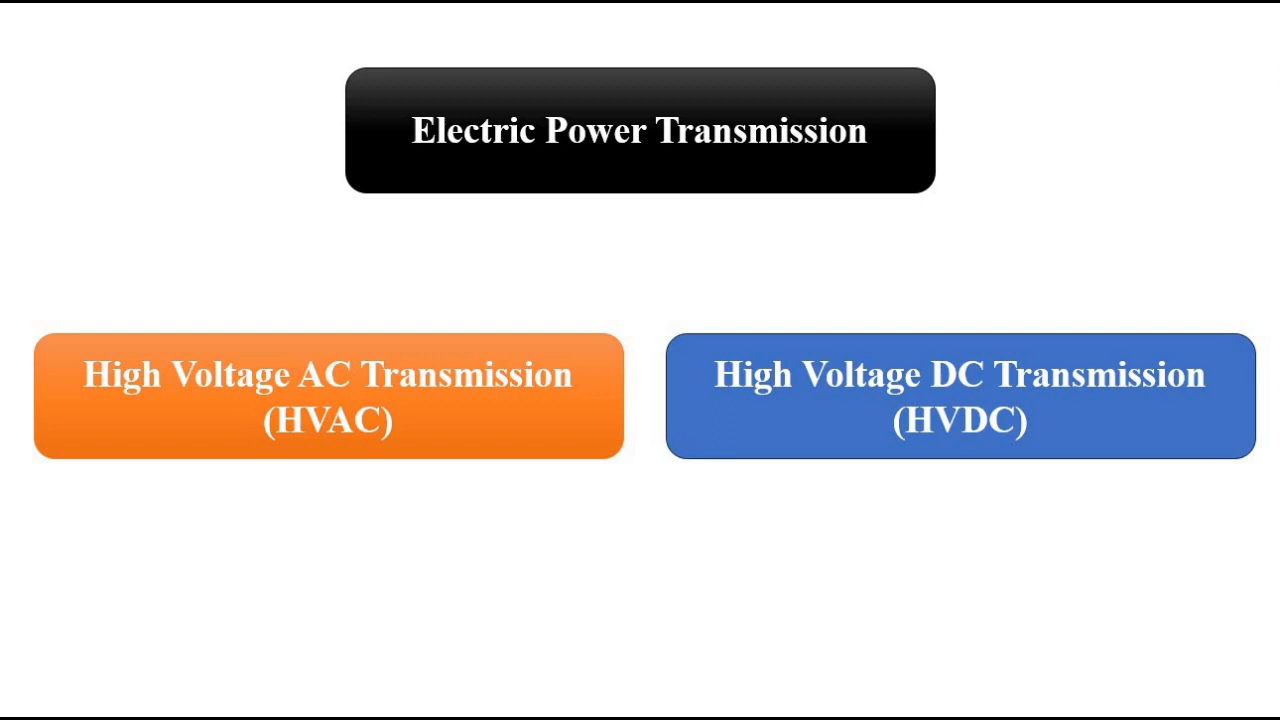 Electric Power Transmission
High Voltage AC Transmission
(HVAC)
High Voltage DC Transmission
(HVDC)